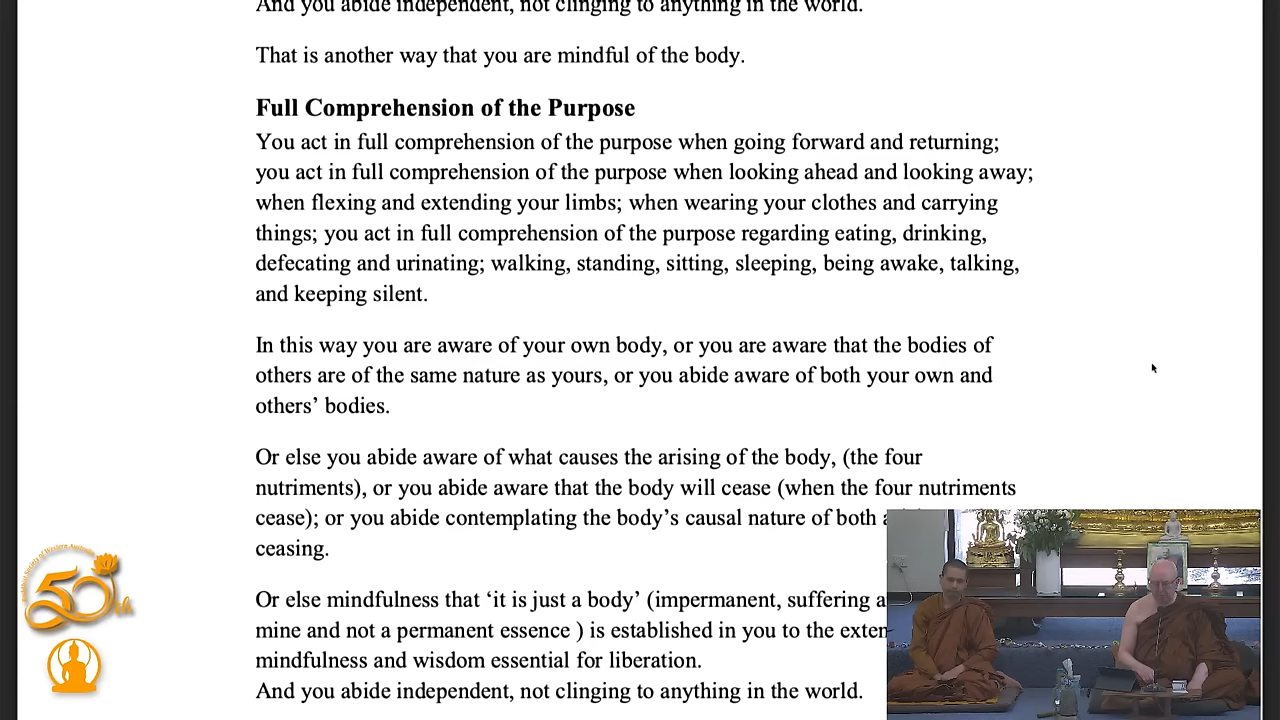 And you abide independent, not clinging to anything in the world.
That is another way that you are mindful of the body.
Full Comprehension of the Purpose
You act in full comprehension of the purpose when going forward and returning;
you act in full comprehension of the purpose when looking ahead and looking away;
when flexing and extending your limbs; when wearing your clothes and carrying
things; you act in full comprehension of the purpose regarding eating, drinking,
defecating and urinating; walking, standing, sitting, sleeping, being awake, talking,
and keeping silent.
In this way you are aware of your own body, or you are aware that the bodies of
others are of the same nature as yours, or you abide aware of both your own and
others’ bodies.
Or else you abide aware of what causes the arising of the body, (the four
nutriments), or you abide aware that the body will cease (when the four nutriments
cease); or you abide contemplating the body’s causal nature of both
ceasing.
Or else mindfulness that ‘it is just a body’ (impermanent, suffering a
mine and not a permanent essence ) is established in you to the exten
mindfulness and wisdom essential for liberation.
And you abide independent, not clinging to anything in the world.
Buddhist Society of Western Australia
50th